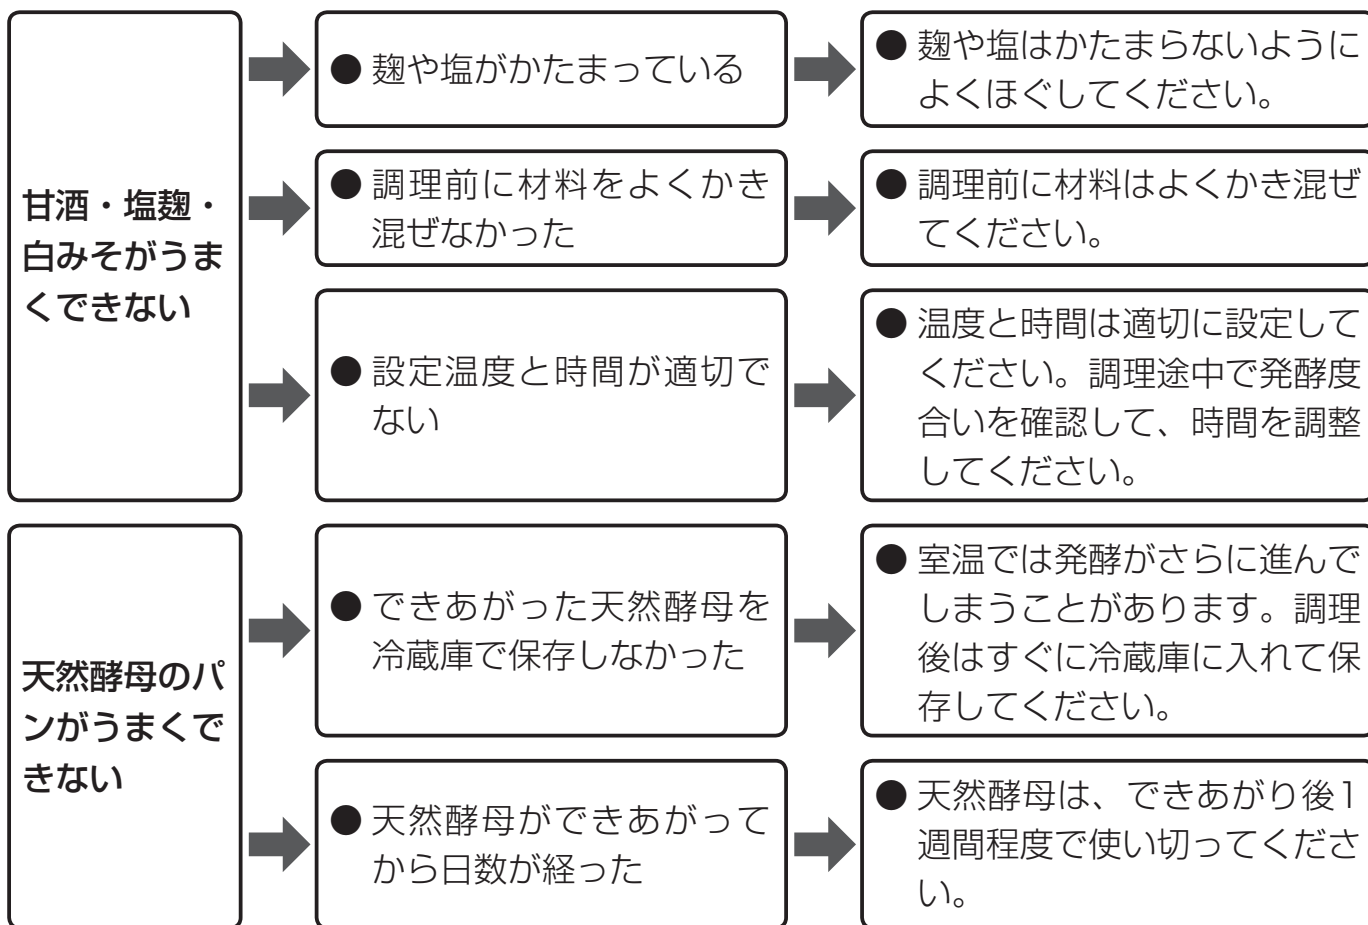 甘酒・塩麹・
白みそがうま
くできない
● 麹や塩がかたまっている
● 麹や塩はかたまらないように
よくほぐしてください。
● 調理前に材料をよくかき
混ぜなかった
● 調理前に材料はよくかき混ぜ
てください。
● 設定温度と時間が適切で
ない
● 温度と時間は適切に設定して
ください。調理途中で発酵度
合いを確認して、時間を調整
してください。
天然酵母のパ
ンがうまくで
きない
● できあがった天然酵母を
冷蔵庫で保存しなかった
● 室温では発酵がさらに進んで
しまうことがあります。調理
後はすぐに冷蔵庫に入れて保
存してください。
● 天然酵母ができあがって
から日数が経った
● 天然酵母は、できあがり後1
週間程度で使い切ってくださ
い。